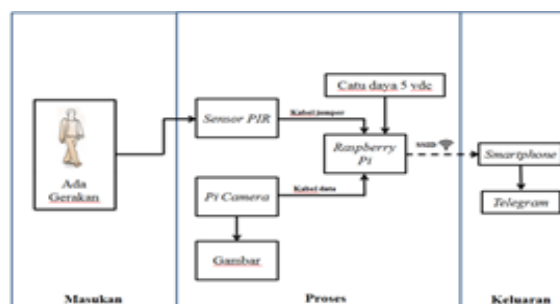 Catu daya 5 vdc
Kabel jumper
Sensor PIR
Raspberry
Pi
Smartphone
Ada
Gerakan
Kabel data
Pi Camera
Telegram
Gambar
Masukan
Proses
Keluaran